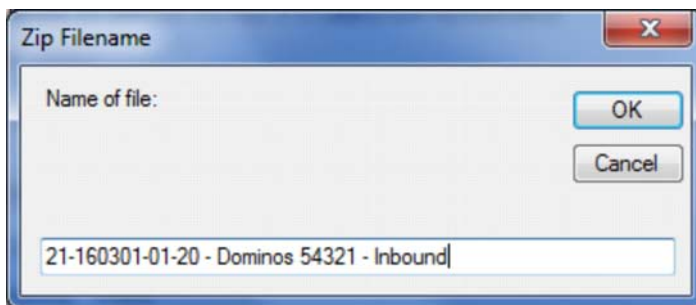 Zip Filename
Name of file:
OK
Cancel
21-160301-01-20 - Dominos 54321 - Inbound